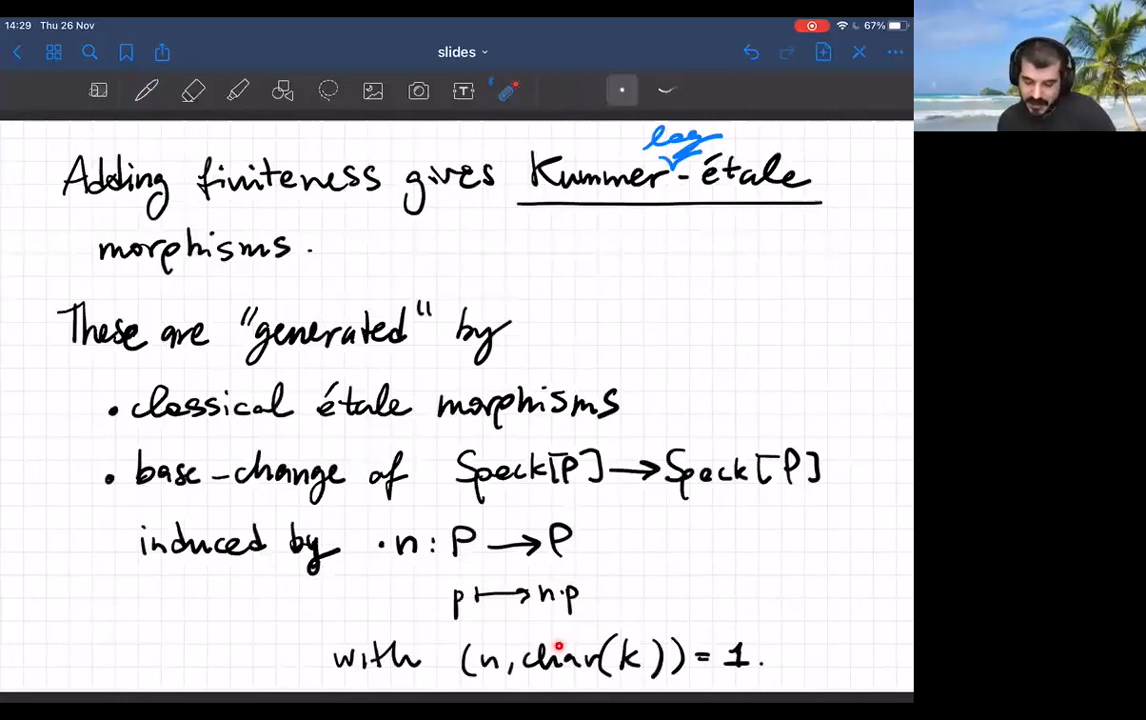 14:29 Thu 26 Nov
67%
slides
log
Adding finiteness gives Kummer-étale
morphisms.
These are "generated" by
• classical étale morphisms
• base-change of Speck[P] → Speck[P]
induced by ·n: P → P
p ↦ n·p
with (n, char(k)) = 1.